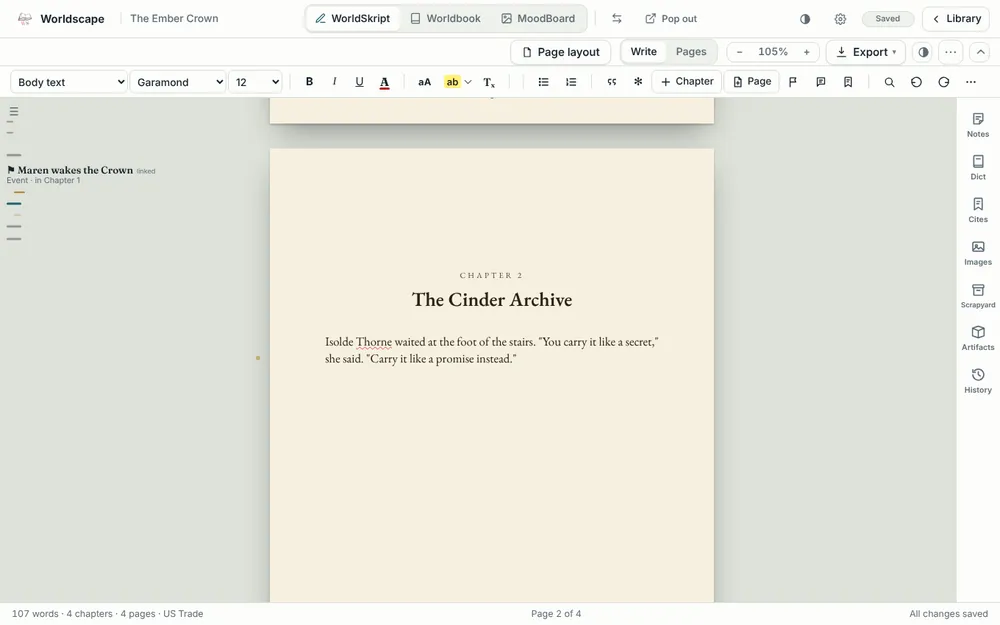 Worldscape
The Ember Crown
WorldSkript
Worldbook
MoodBoard
Pop out
Saved
Library
Page layout
Write
Pages
− 105% +
Export
Body text
Garamond
12
B I U A
aA
ab
Tx
+ Chapter
Page
Maren wakes the Crown linked
Event · in Chapter 1
CHAPTER 2
The Cinder Archive
Isolde Thorne waited at the foot of the stairs. "You carry it like a secret,"
she said. "Carry it like a promise instead."
Notes
Dict
Cites
Images
Scrapyard
Artifacts
History
107 words · 4 chapters · 4 pages · US Trade
Page 2 of 4
All changes saved